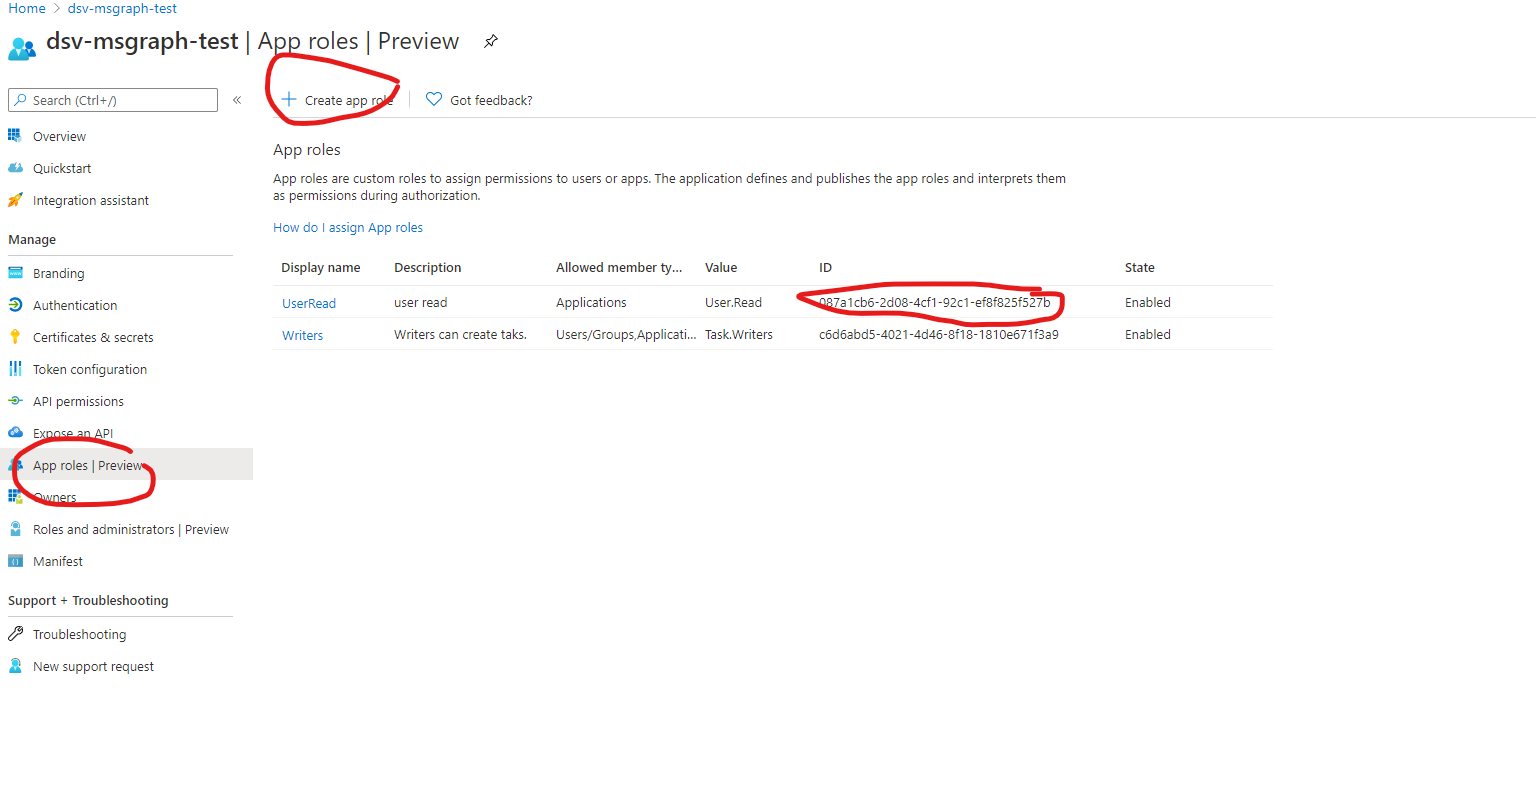 Home > dsv-msgraph-test
dsv-msgraph-test | App roles | Preview
Search (Ctrl+/)
«
Create app role
Got feedback?
Overview
Quickstart
Integration assistant
Manage
Branding
Authentication
Certificates & secrets
Token configuration
API permissions
Expose an API
App roles | Preview
Owners
Roles and administrators | Preview
Manifest
Support + Troubleshooting
Troubleshooting
New support request
App roles
App roles are custom roles to assign permissions to users or apps. The application defines and publishes the app roles and interprets them
as permissions during authorization.
How do I assign App roles
Display name Description Allowed member ty... Value ID State
UserRead user read Applications User.Read 087a1cb6-2d08-4cf1-92c1-ef8f825f527b Enabled
Writers Writers can create taks. Users/Groups,Applicati... Task.Writers c6d6abd5-4021-4d46-8f18-1810e671f3a9 Enabled